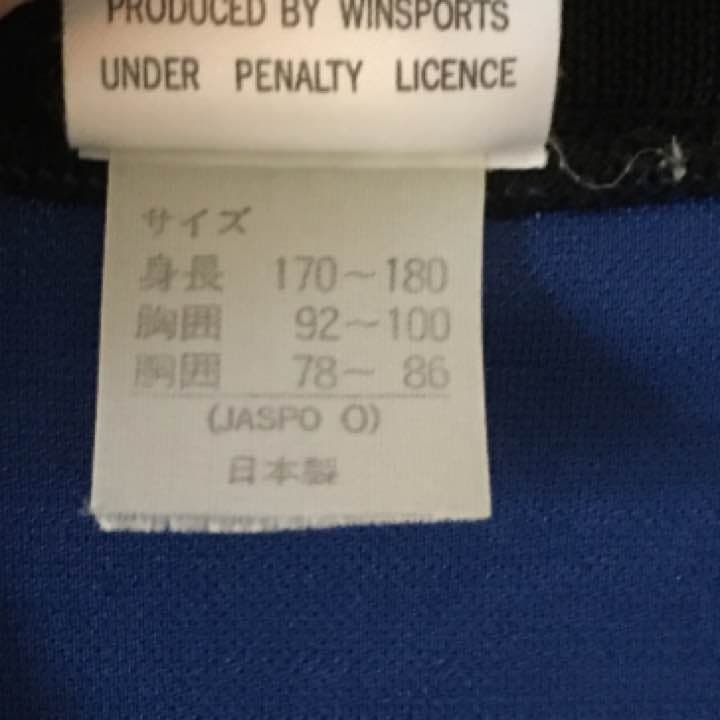 PRODUCED BY WINSPORTS
UNDER PENALTY LICENCE
サイズ
身長 170～180
胸囲 92～100
胴囲 78～ 86
(JASPO O)
日本製